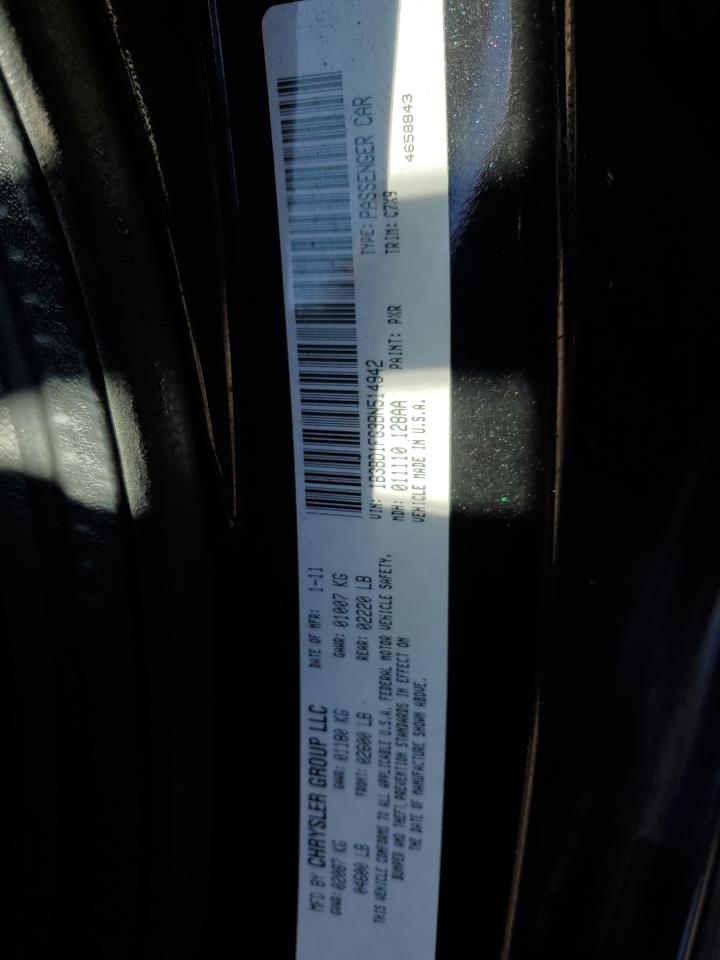 MFD BY CHRYSLER GROUP LLC
DATE OF MFR: 1-11
GVWR: 02087 KG
GAWR: 01180 KG
GAWR: 01007 KG
04600 LB
FRONT: 02600 LB
REAR: 02220 LB
THIS VEHICLE CONFORMS TO ALL APPLICABLE U.S.A. FEDERAL MOTOR VEHICLE SAFETY,
BUMPER AND THEFT PREVENTION STANDARDS IN EFFECT ON
THE DATE OF MANUFACTURE SHOWN ABOVE.
VIN: 1B3BD1FG3BN514942
TYPE: PASSENGER CAR
MDH: 011110 128AA
PAINT: PXR
TRIM: C7X9
VEHICLE MADE IN U.S.A.
4658843